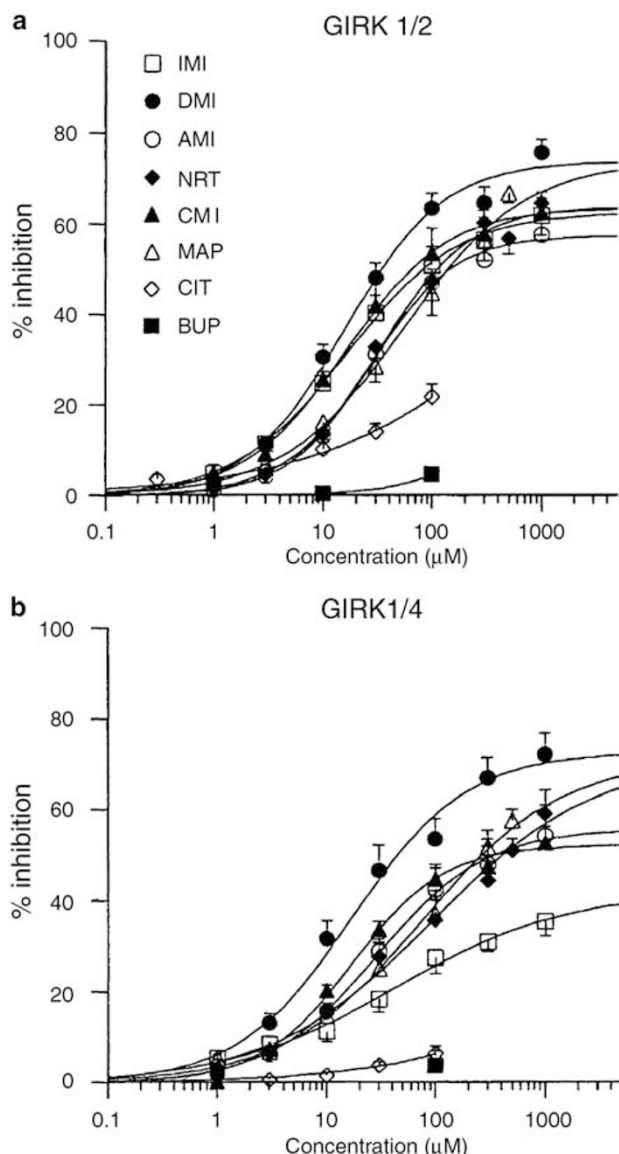 a
GIRK 1/2
100
80
60
40
20
0
% inhibition
IMI
DMI
AMI
NRT
CMI
MAP
CIT
BUP
0.1 1 10 100 1000
Concentration (μM)
b
GIRK1/4
100
80
60
40
20
0
% inhibition
0.1 1 10 100 1000
Concentration (μM)